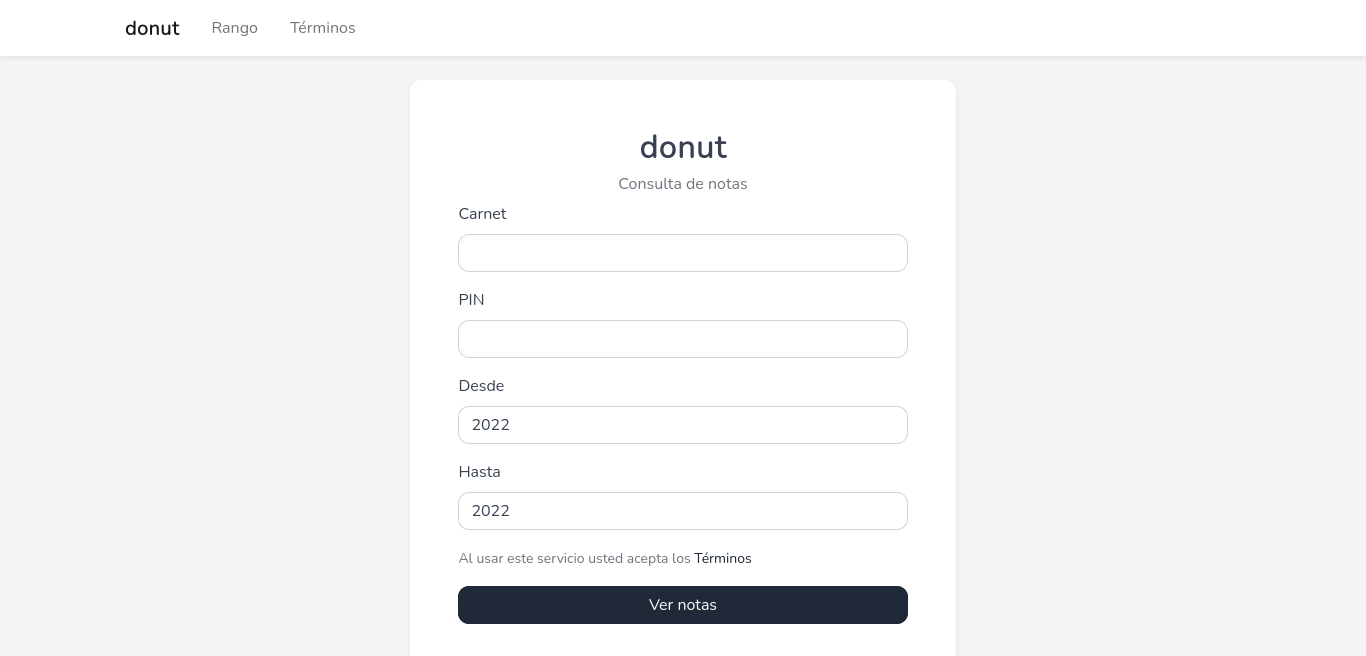 donut Rango Términos
donut
Consulta de notas
Carnet
PIN
Desde
2022
Hasta
2022
Al usar este servicio usted acepta los Términos
Ver notas